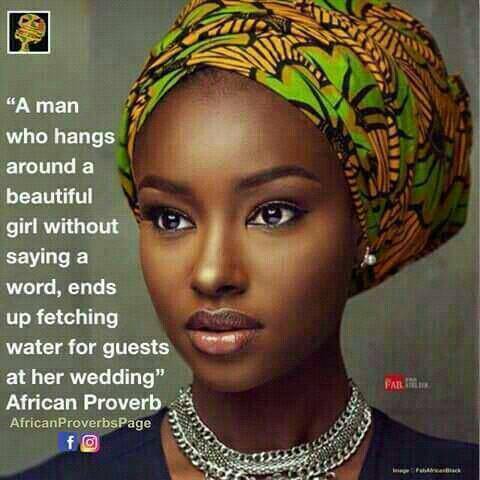 “A man
who hangs
around a
beautiful
girl without
saying a
word, ends
up fetching
water for guests
at her wedding”
African Proverb
AfricanProverbsPage
FAB.
Image © FabAfricanBlack